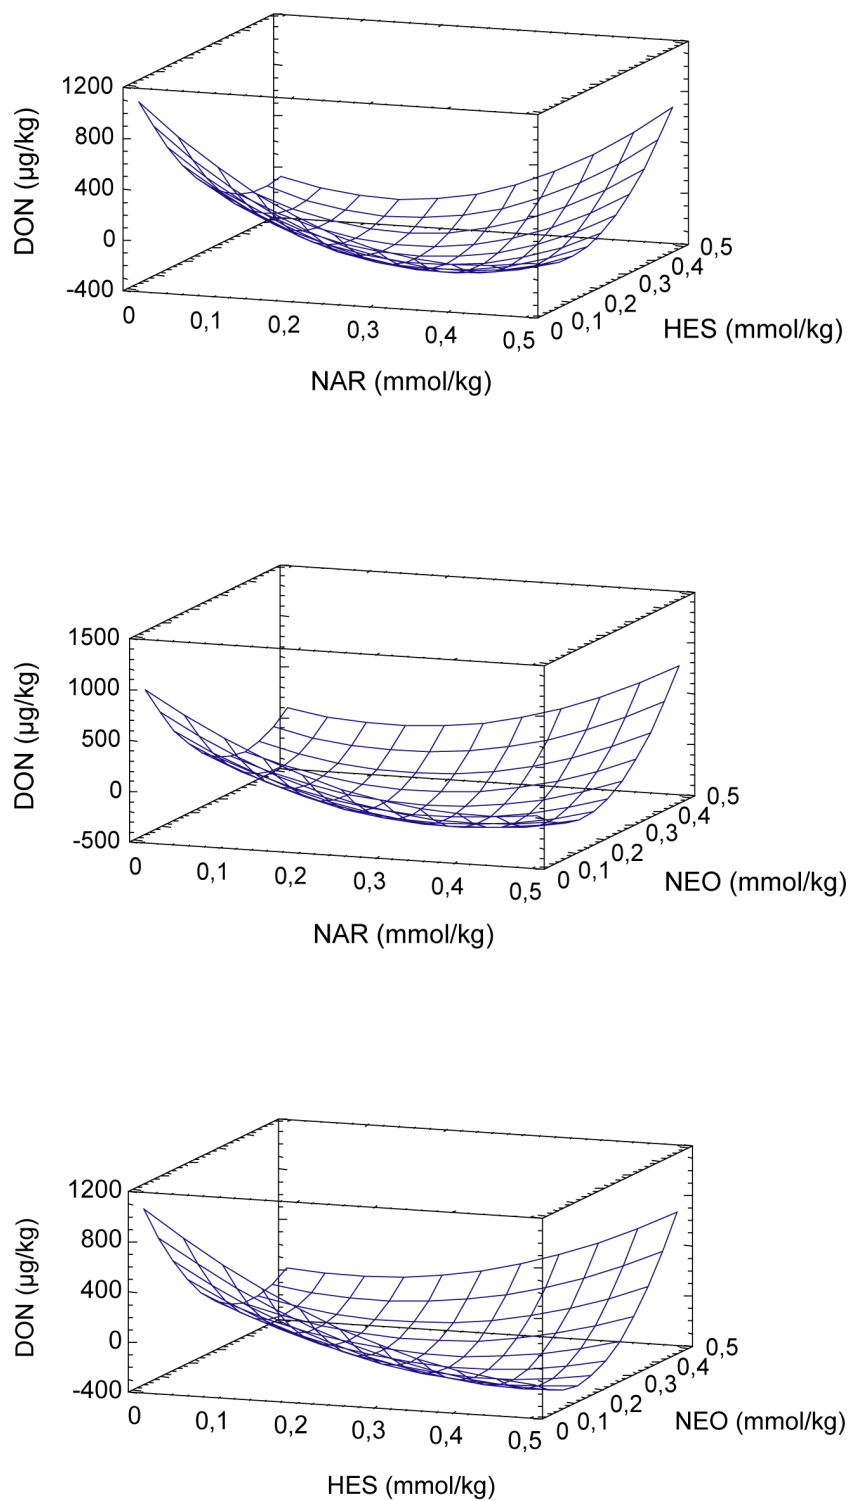 1200
800
400
0
-400
DON (µg/kg)
0 0,1 0,2 0,3 0,4 0,5
0 0,1 0,2 0,3 0,4 0,5
HES (mmol/kg)
NAR (mmol/kg)
1500
1000
500
0
-500
DON (µg/kg)
0 0,1 0,2 0,3 0,4 0,5
0 0,1 0,2 0,3 0,4 0,5
NEO (mmol/kg)
NAR (mmol/kg)
1200
800
400
0
-400
DON (µg/kg)
0 0,1 0,2 0,3 0,4 0,5
0 0,1 0,2 0,3 0,4 0,5
NEO (mmol/kg)
HES (mmol/kg)